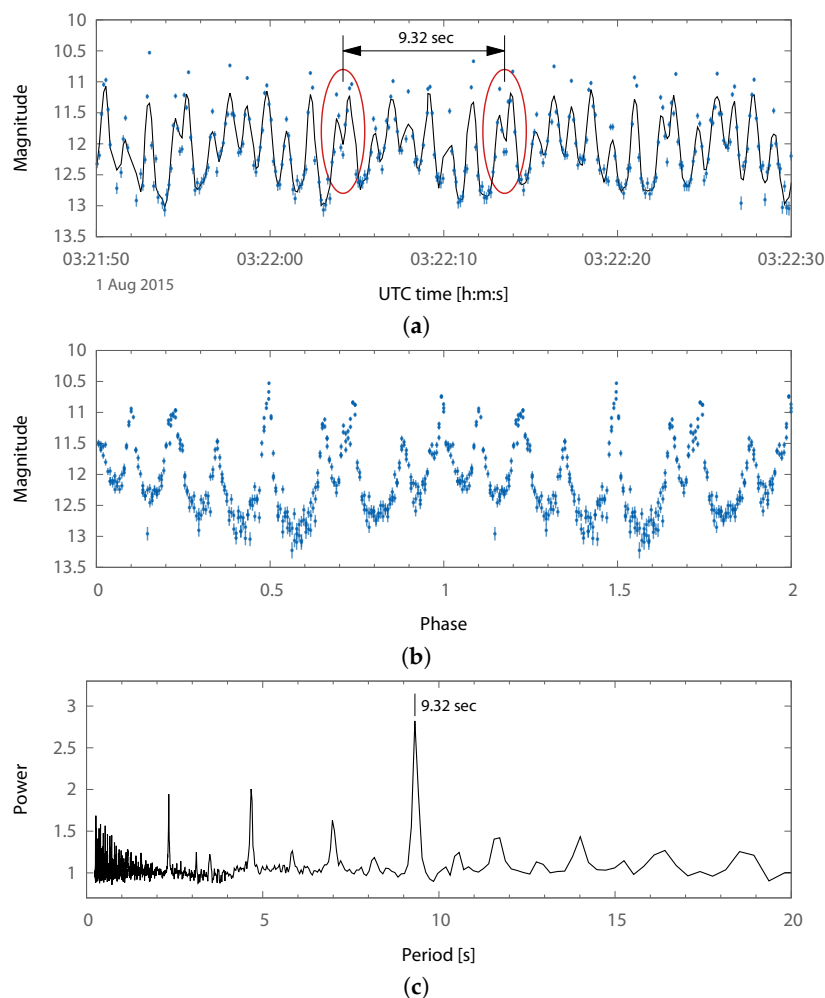 9.32 sec
10
10.5
11
11.5
12
12.5
13
13.5
Magnitude
03:21:50 03:22:00 03:22:10 03:22:20 03:22:30
1 Aug 2015
UTC time [h:m:s]
(a)
10
10.5
11
11.5
12
12.5
13
13.5
Magnitude
0 0.5 1 1.5 2
Phase
(b)
9.32 sec
3
2.5
2
1.5
1
Power
0 5 10 15 20
Period [s]
(c)